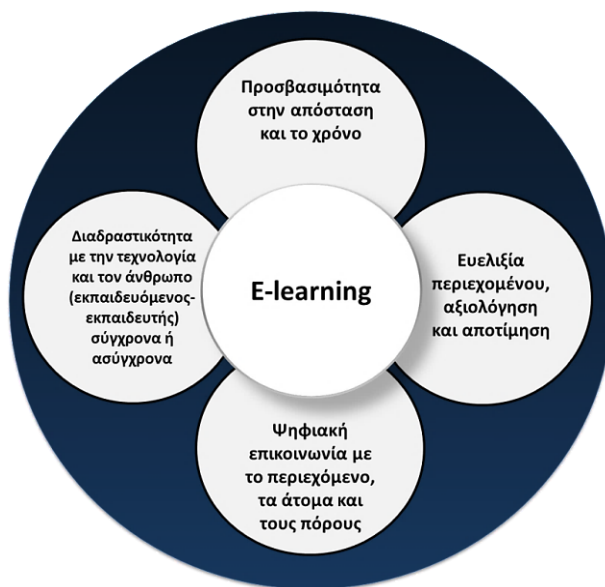 Προσβασιμότητα
στην απόσταση
και το χρόνο
Διαδραστικότητα
με την τεχνολογία
και τον άνθρωπο
(εκπαιδευόμενος-
εκπαιδευτής)
σύγχρονα ή
ασύγχρονα
E-learning
Ευελιξία
περιεχομένου,
αξιολόγηση
και αποτίμηση
Ψηφιακή
επικοινωνία με
το περιεχόμενο,
τα άτομα και
τους πόρους